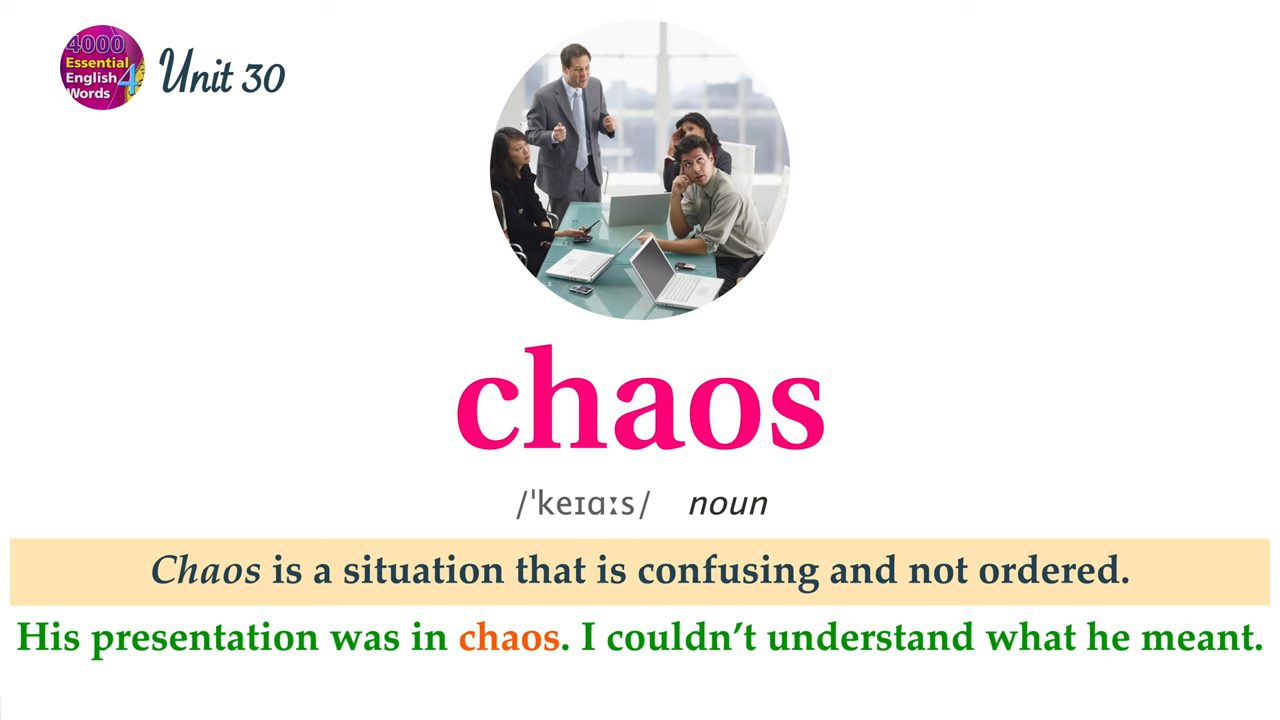 4000
Essential
English
Words 4
Unit 30
chaos
/ˈkeɪɑːs/ noun
Chaos is a situation that is confusing and not ordered.
His presentation was in chaos. I couldn’t understand what he meant.